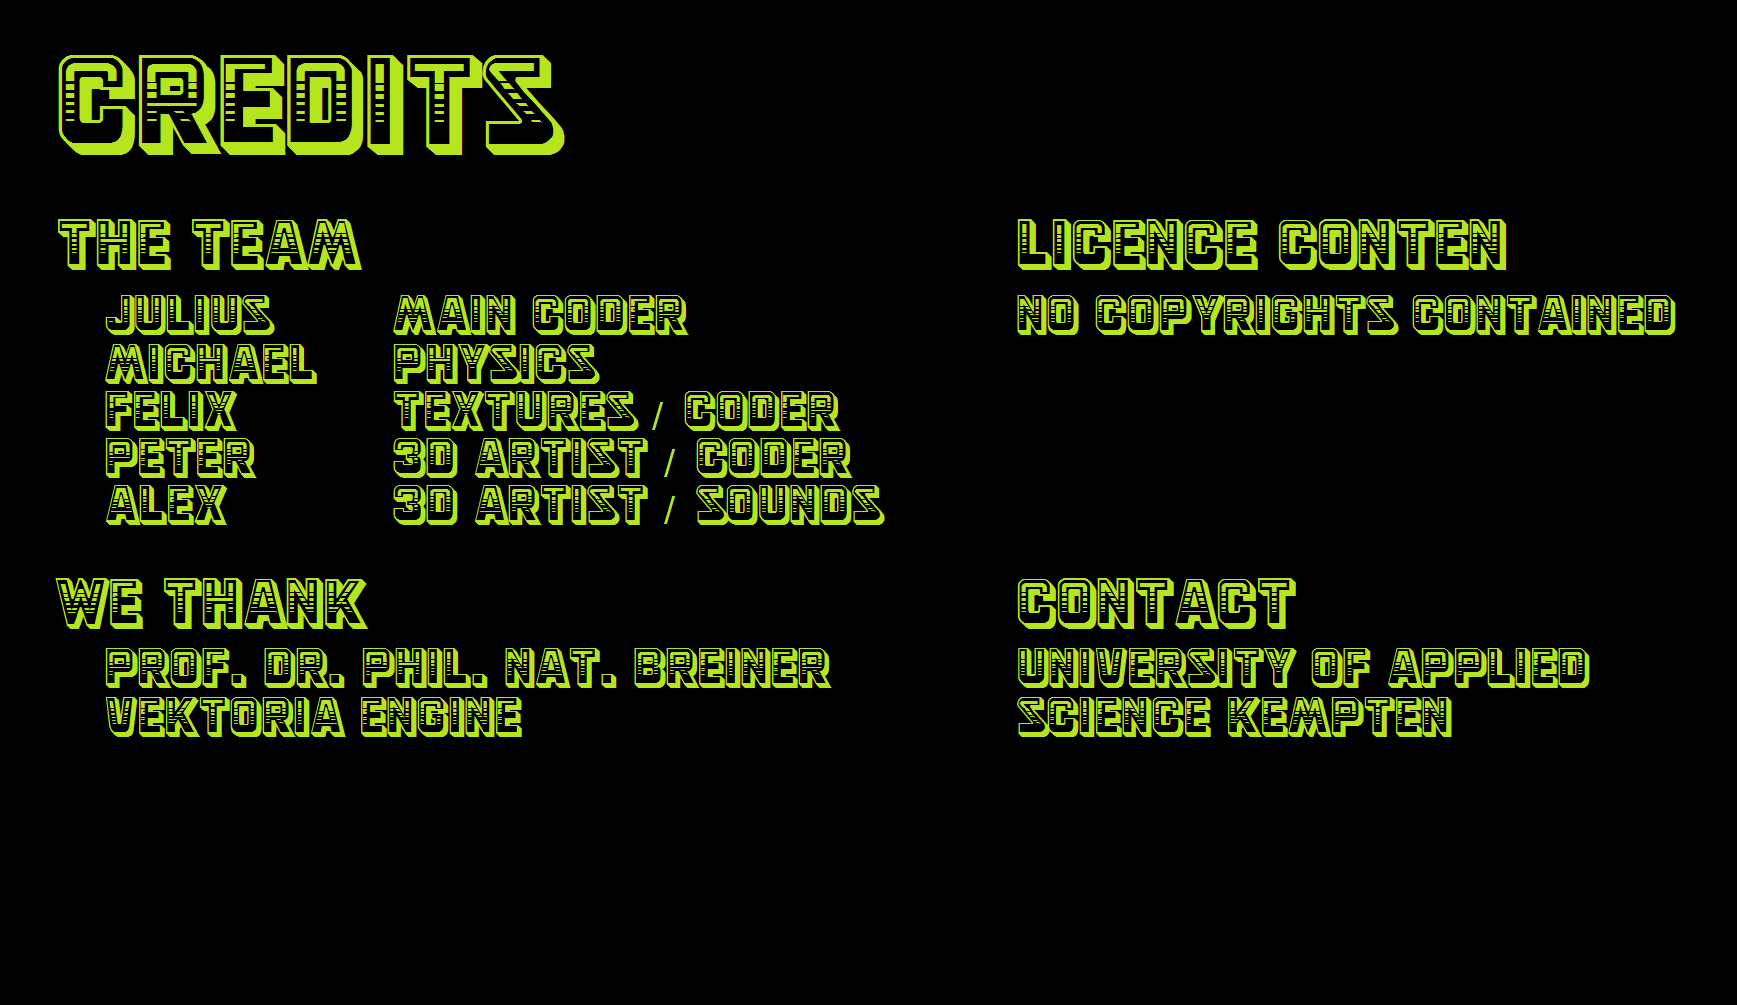 CREDITS
THE TEAM
JULIUS MAIN CODER
MICHAEL PHYSICS
FELIX TEXTURES / CODER
PETER 3D ARTIST / CODER
ALEX 3D ARTIST / SOUNDS
LICENCE CONTEN
NO COPYRIGHTS CONTAINED
WE THANK
PROF. DR. PHIL. NAT. BREINER
VEKTORIA ENGINE
CONTACT
UNIVERSITY OF APPLIED
SCIENCE KEMPTEN